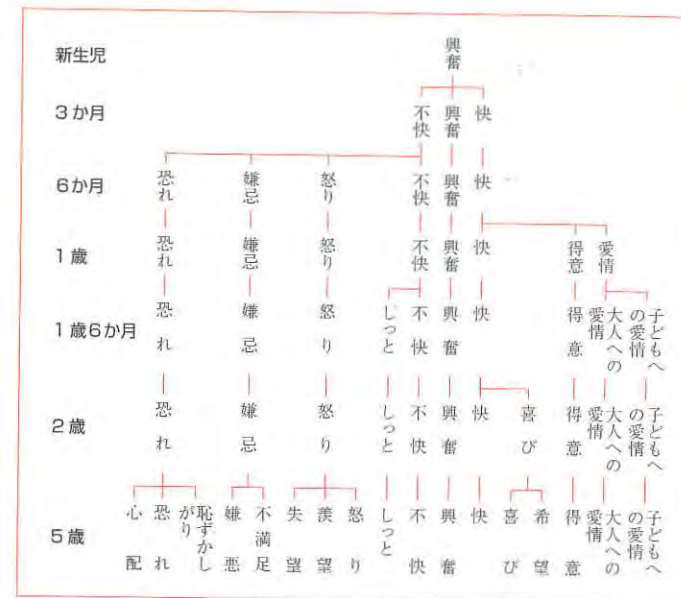 新生児
興奮
3か月
不快
興奮
快
6か月
恐れ
嫌忌
怒り
不快
興奮
快
1歳
恐れ
嫌忌
怒り
不快
興奮
快
得意
愛情
1歳6か月
恐れ
嫌忌
怒り
しっと
不快
興奮
快
得意
大人への
愛情
子どもへ
の愛情
2歳
恐れ
嫌忌
怒り
しっと
不快
興奮
快
喜び
得意
大人への
愛情
子どもへ
の愛情
5歳
心配
恐れ
恥ずかし
がり
嫌悪
不満足
失望
羨望
怒り
しっと
不快
興奮
快
喜び
希望
得意
大人への
愛情
子どもへ
の愛情